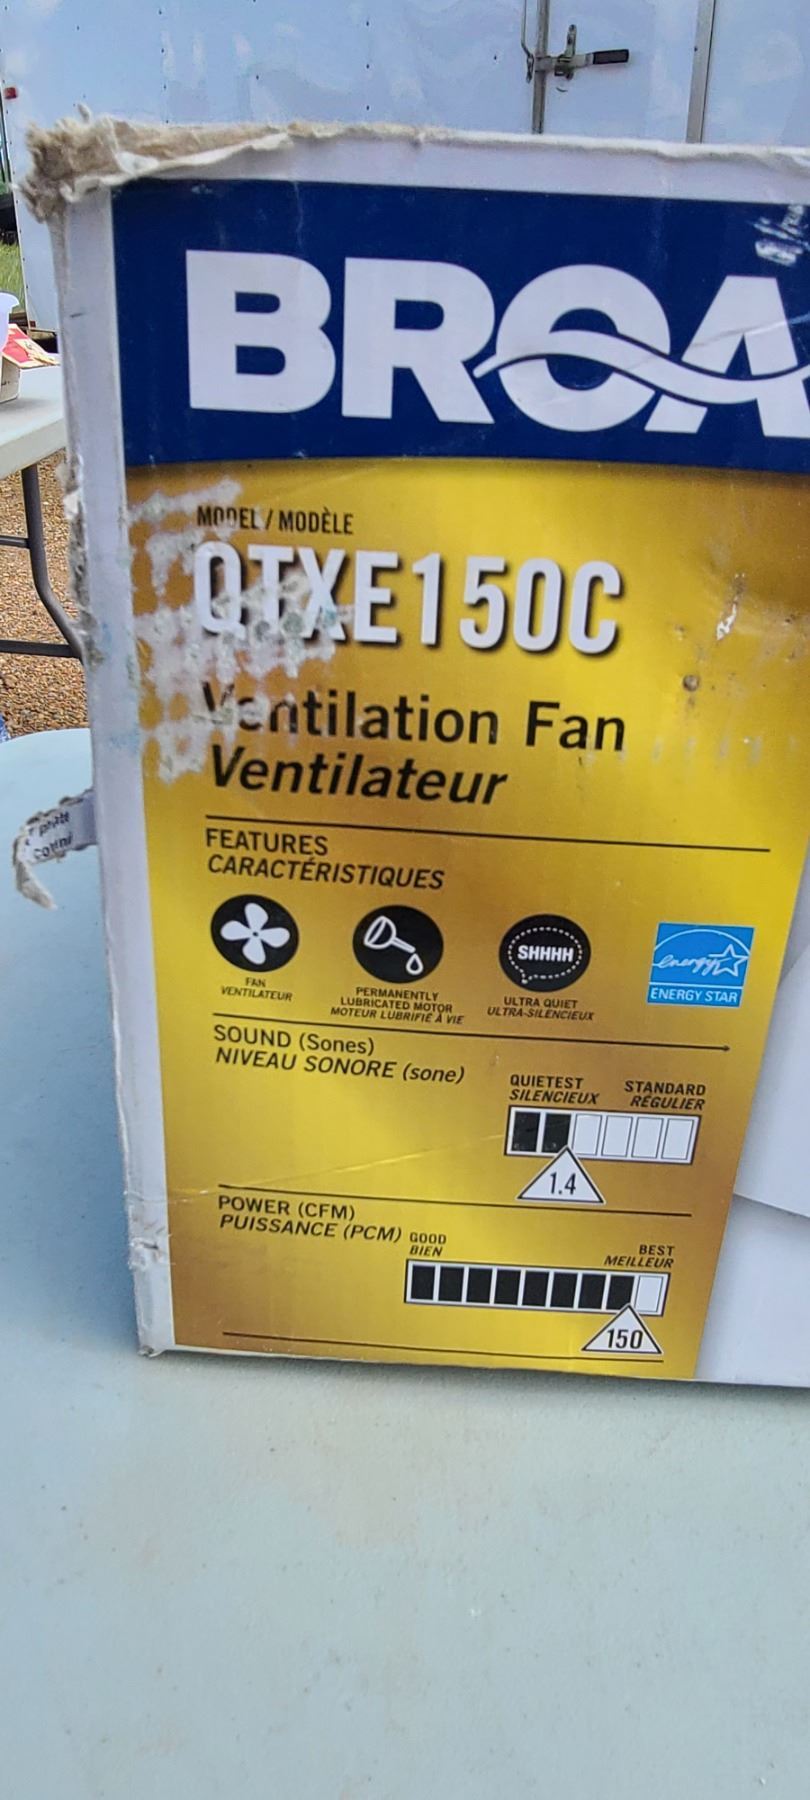 BROA
MODEL / MODÈLE
QTXE150C
Ventilation Fan
Ventilateur
FEATURES
CARACTÉRISTIQUES
FAN
VENTILATEUR
PERMANENTLY
LUBRICATED MOTOR
MOTEUR LUBRIFIÉ À VIE
SHHHH
ULTRA QUIET
ULTRA-SILENCIEUX
energy
ENERGY STAR
SOUND (Sones)
NIVEAU SONORE (sone)
QUIETEST STANDARD
SILENCIEUX RÉGULIER
1.4
POWER (CFM)
PUISSANCE (PCM)
GOOD BEST
BIEN MEILLEUR
150